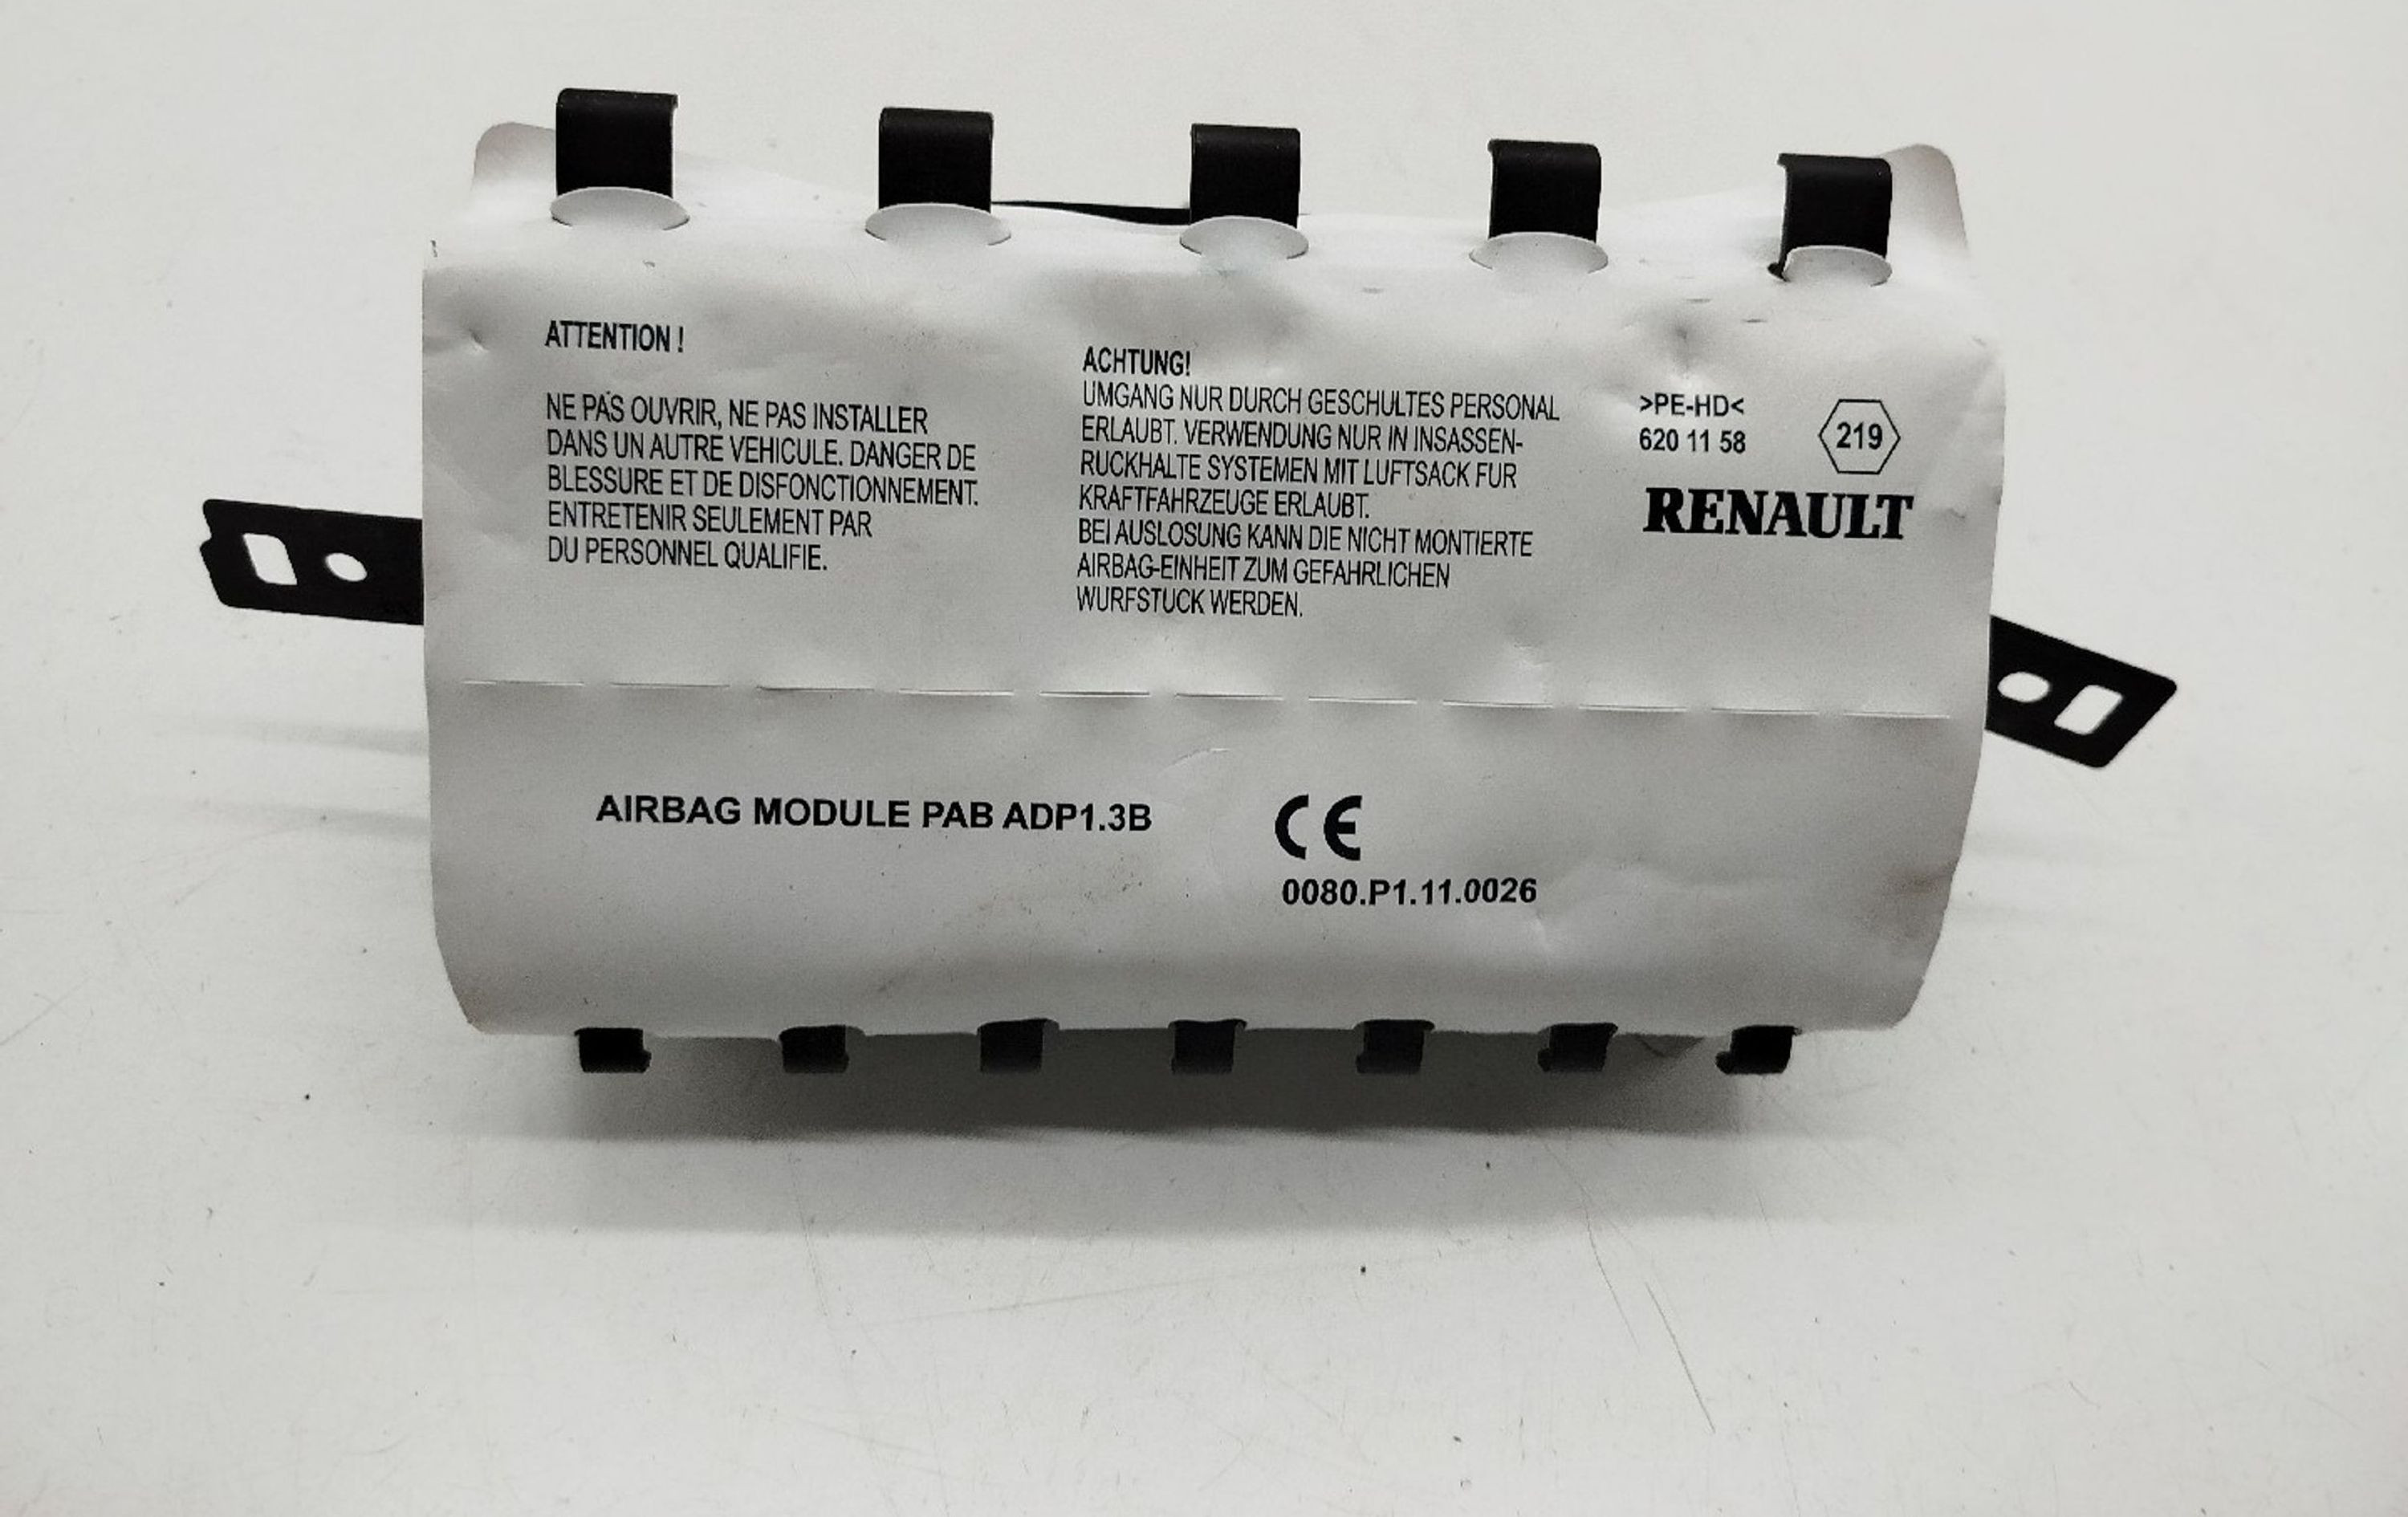 ATTENTION !
NE PAS OUVRIR, NE PAS INSTALLER
DANS UN AUTRE VEHICULE. DANGER DE
BLESSURE ET DE DISFONCTIONNEMENT.
ENTRETENIR SEULEMENT PAR
DU PERSONNEL QUALIFIE.
ACHTUNG!
UMGANG NUR DURCH GESCHULTES PERSONAL
ERLAUBT. VERWENDUNG NUR IN INSASSEN-
RUCKHALTE SYSTEMEN MIT LUFTSACK FUR
KRAFTFAHRZEUGE ERLAUBT.
BEI AUSLOSUNG KANN DIE NICHT MONTIERTE
AIRBAG-EINHEIT ZUM GEFAHRLICHEN
WURFSTUCK WERDEN.
>PE-HD<
620 11 58
219
RENAULT
AIRBAG MODULE PAB ADP1.3B
CE
0080.P1.11.0026